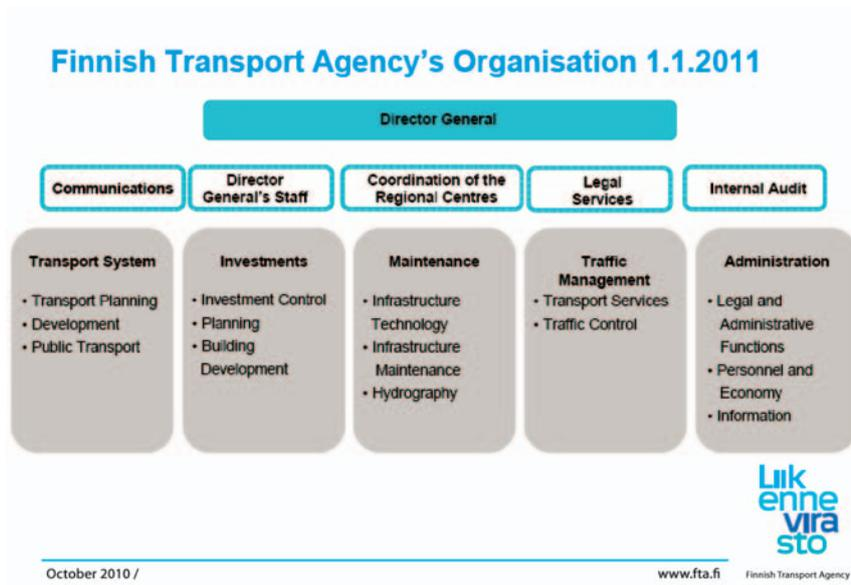 Finnish Transport Agency's Organisation 1.1.2011
Director General
Communications
Director
General's Staff
Coordination of the
Regional Centres
Legal
Services
Internal Audit
Transport System
• Transport Planning
• Development
• Public Transport
Investments
• Investment Control
• Planning
• Building
Development
Maintenance
• Infrastructure
Technology
• Infrastructure
Maintenance
• Hydrography
Traffic
Management
• Transport Services
• Traffic Control
Administration
• Legal and
Administrative
Functions
• Personnel and
Economy
• Information
Liik
enne
vira
sto
October 2010 /
www.fta.fi
Finnish Transport Agency